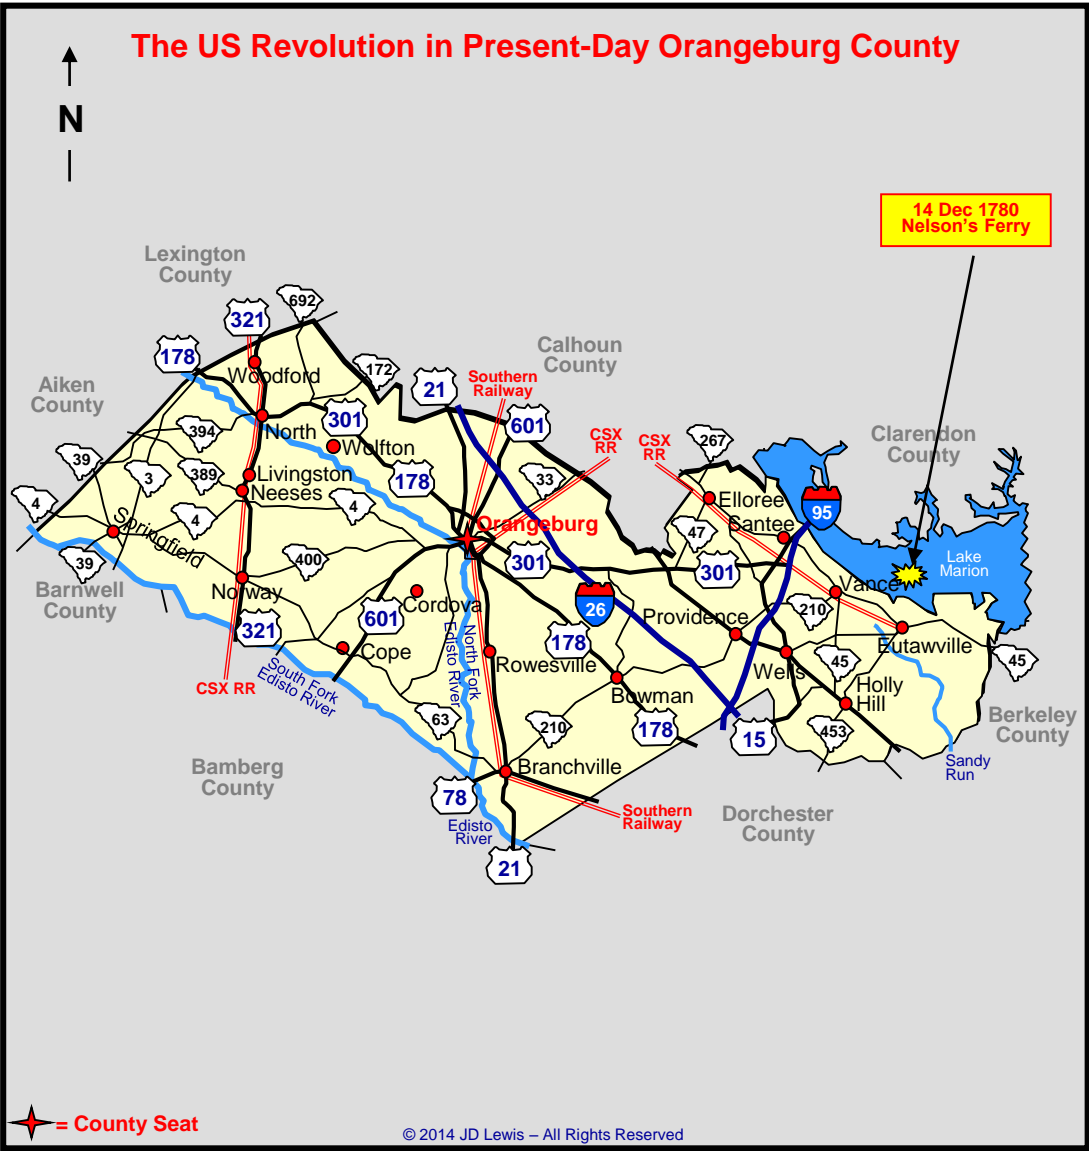 The US Revolution in Present-Day Orangeburg County
N
14 Dec 1780
Nelson's Ferry
Lexington
County
692
321
178
Woodford
172
Calhoun
County
21
Southern
Railway
Aiken
County
301
601
CSX
RR
CSX
RR
267
Clarendon
County
394
North
Wolfton
39
3
389
Livingston
Neeses
178
33
Elloree
95
4
4
4
Springfield
Orangeburg
Santee
47
39
400
301
301
Lake
Marion
Barnwell
County
Norway
Cordova
26
Vance
210
321
601
Providence
Cope
North Fork
Edisto River
178
Rowesville
Eutawville
45
45
Wells
CSX RR
South Fork
Edisto River
Bowman
Holly
Hill
63
210
178
15
453
Berkeley
County
Bamberg
County
Branchville
Sandy
Run
78
Southern
Railway
Dorchester
County
Edisto
River
21
= County Seat
© 2014 JD Lewis – All Rights Reserved